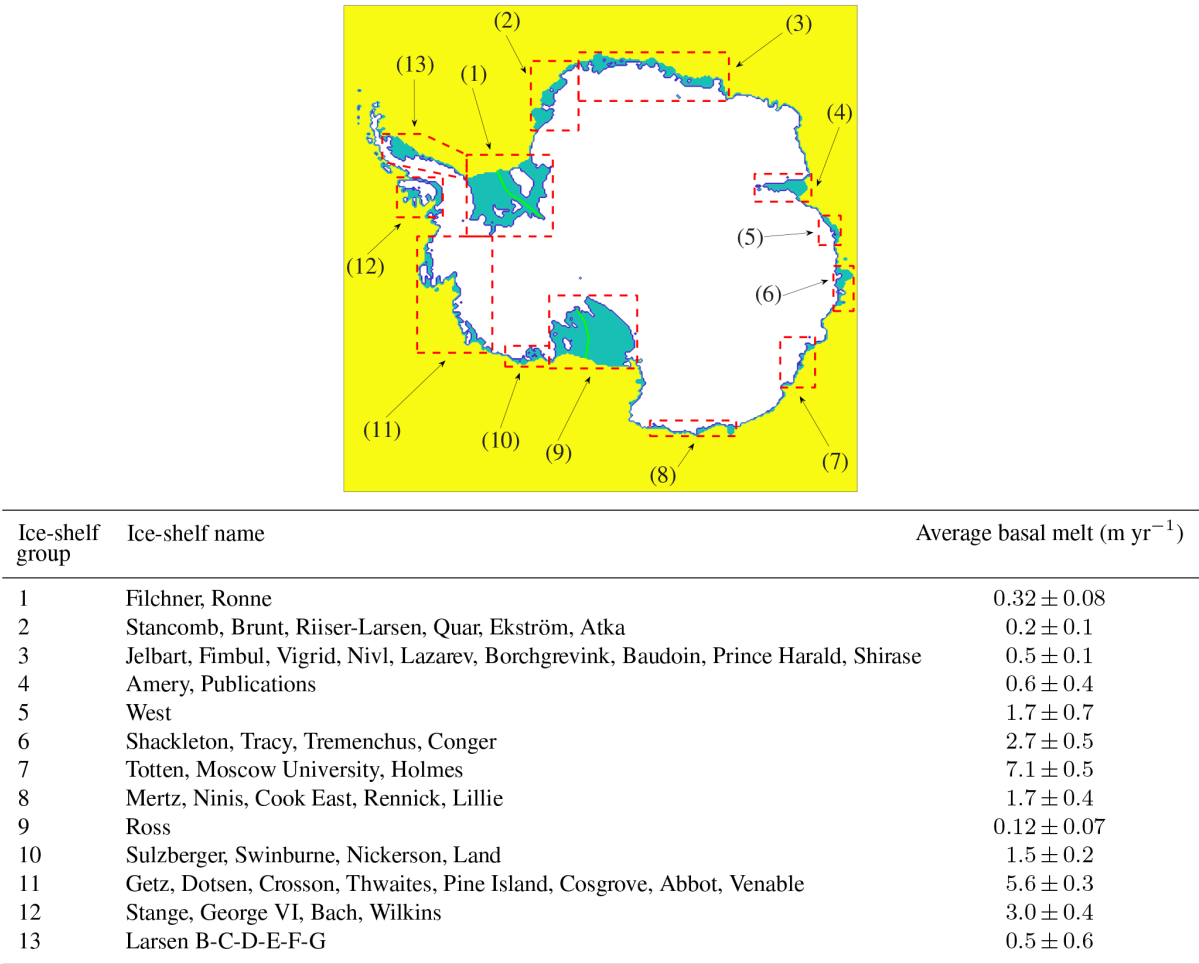 (2)
(3)
(13)
(1)
(4)
(5)
(12)
(6)
(11)
(10)
(9)
(8)
(7)
Ice-shelf group Ice-shelf name Average basal melt (m yr⁻¹)
1 Filchner, Ronne 0.32 ± 0.08
2 Stancomb, Brunt, Riiser-Larsen, Quar, Ekström, Atka 0.2 ± 0.1
3 Jelbart, Fimbul, Vigrid, Nivl, Lazarev, Borchgrevink, Baudoin, Prince Harald, Shirase 0.5 ± 0.1
4 Amery, Publications 0.6 ± 0.4
5 West 1.7 ± 0.7
6 Shackleton, Tracy, Tremenchus, Conger 2.7 ± 0.5
7 Totten, Moscow University, Holmes 7.1 ± 0.5
8 Mertz, Ninis, Cook East, Rennick, Lillie 1.7 ± 0.4
9 Ross 0.12 ± 0.07
10 Sulzberger, Swinburne, Nickerson, Land 1.5 ± 0.2
11 Getz, Dotsen, Crosson, Thwaites, Pine Island, Cosgrove, Abbot, Venable 5.6 ± 0.3
12 Stange, George VI, Bach, Wilkins 3.0 ± 0.4
13 Larsen B-C-D-E-F-G 0.5 ± 0.6